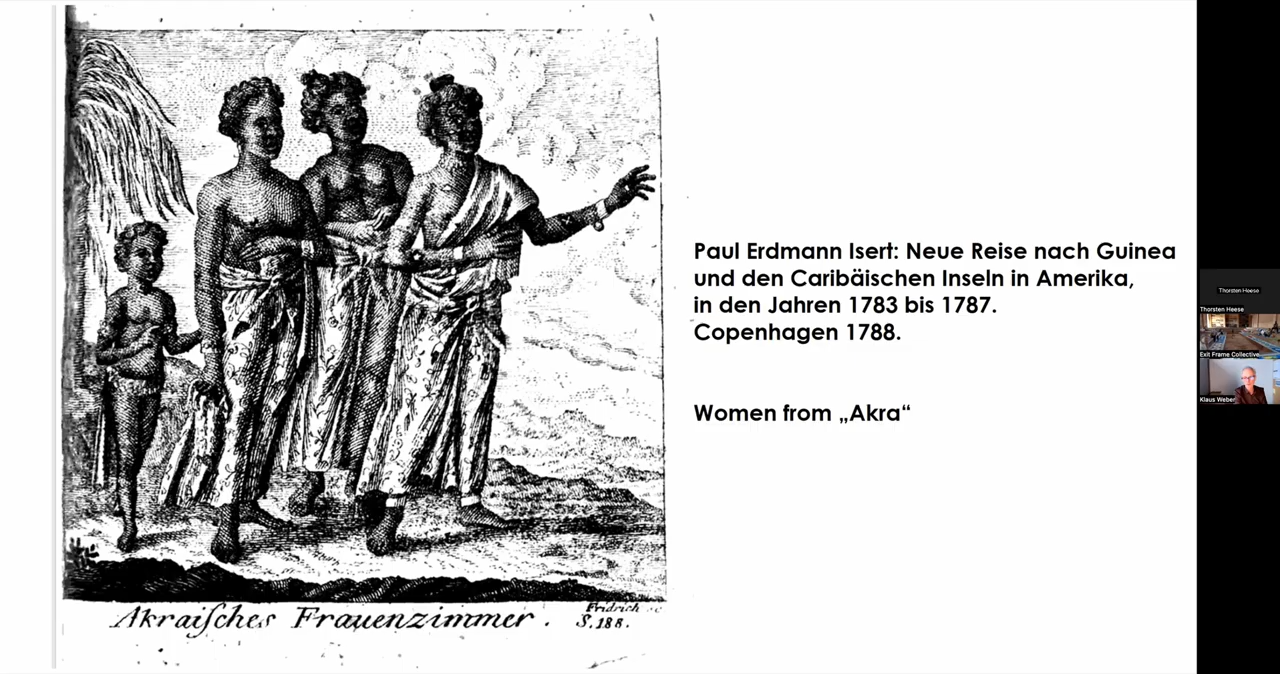 Akraiſches Frauenzimmer.
Fridrich sc
S. 188.
Paul Erdmann Isert: Neue Reise nach Guinea
und den Caribäischen Inseln in Amerika,
in den Jahren 1783 bis 1787.
Copenhagen 1788.
Women from „Akra“
Thorsten Heese
Thorsten Heese
Exit Frame Collective
Klaus Weber